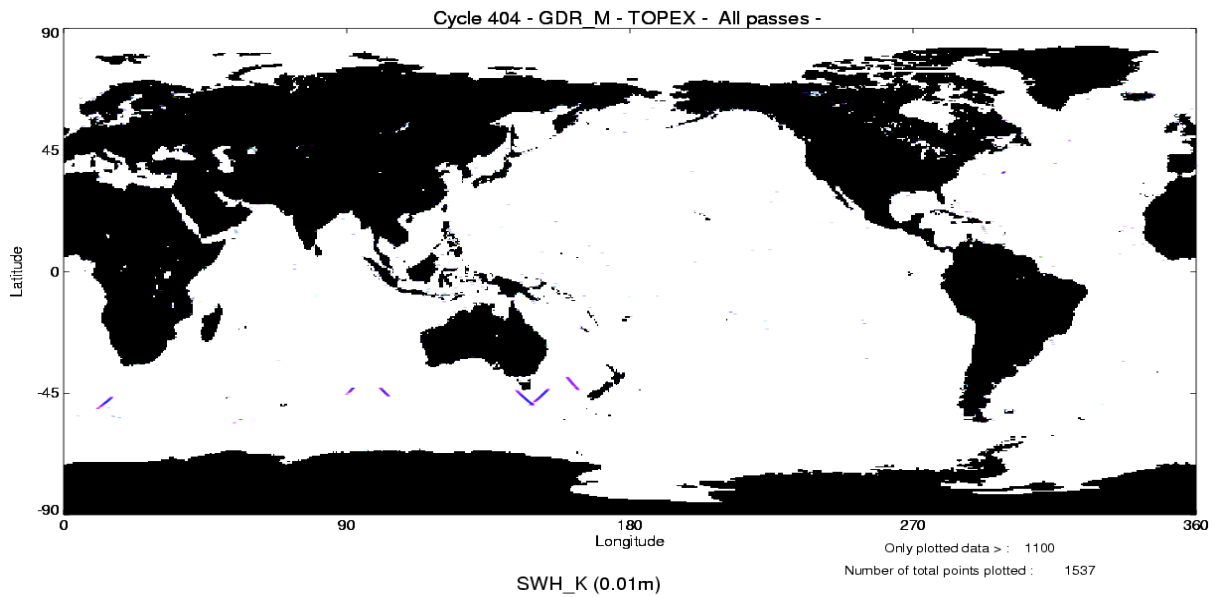 Cycle 404 - GDR_M - TOPEX - All passes -
90
45
0
-45
-90
Latitude
0 90 180 270 360
Longitude
Only plotted data > : 1100
Number of total points plotted : 1537
SWH_K (0.01m)